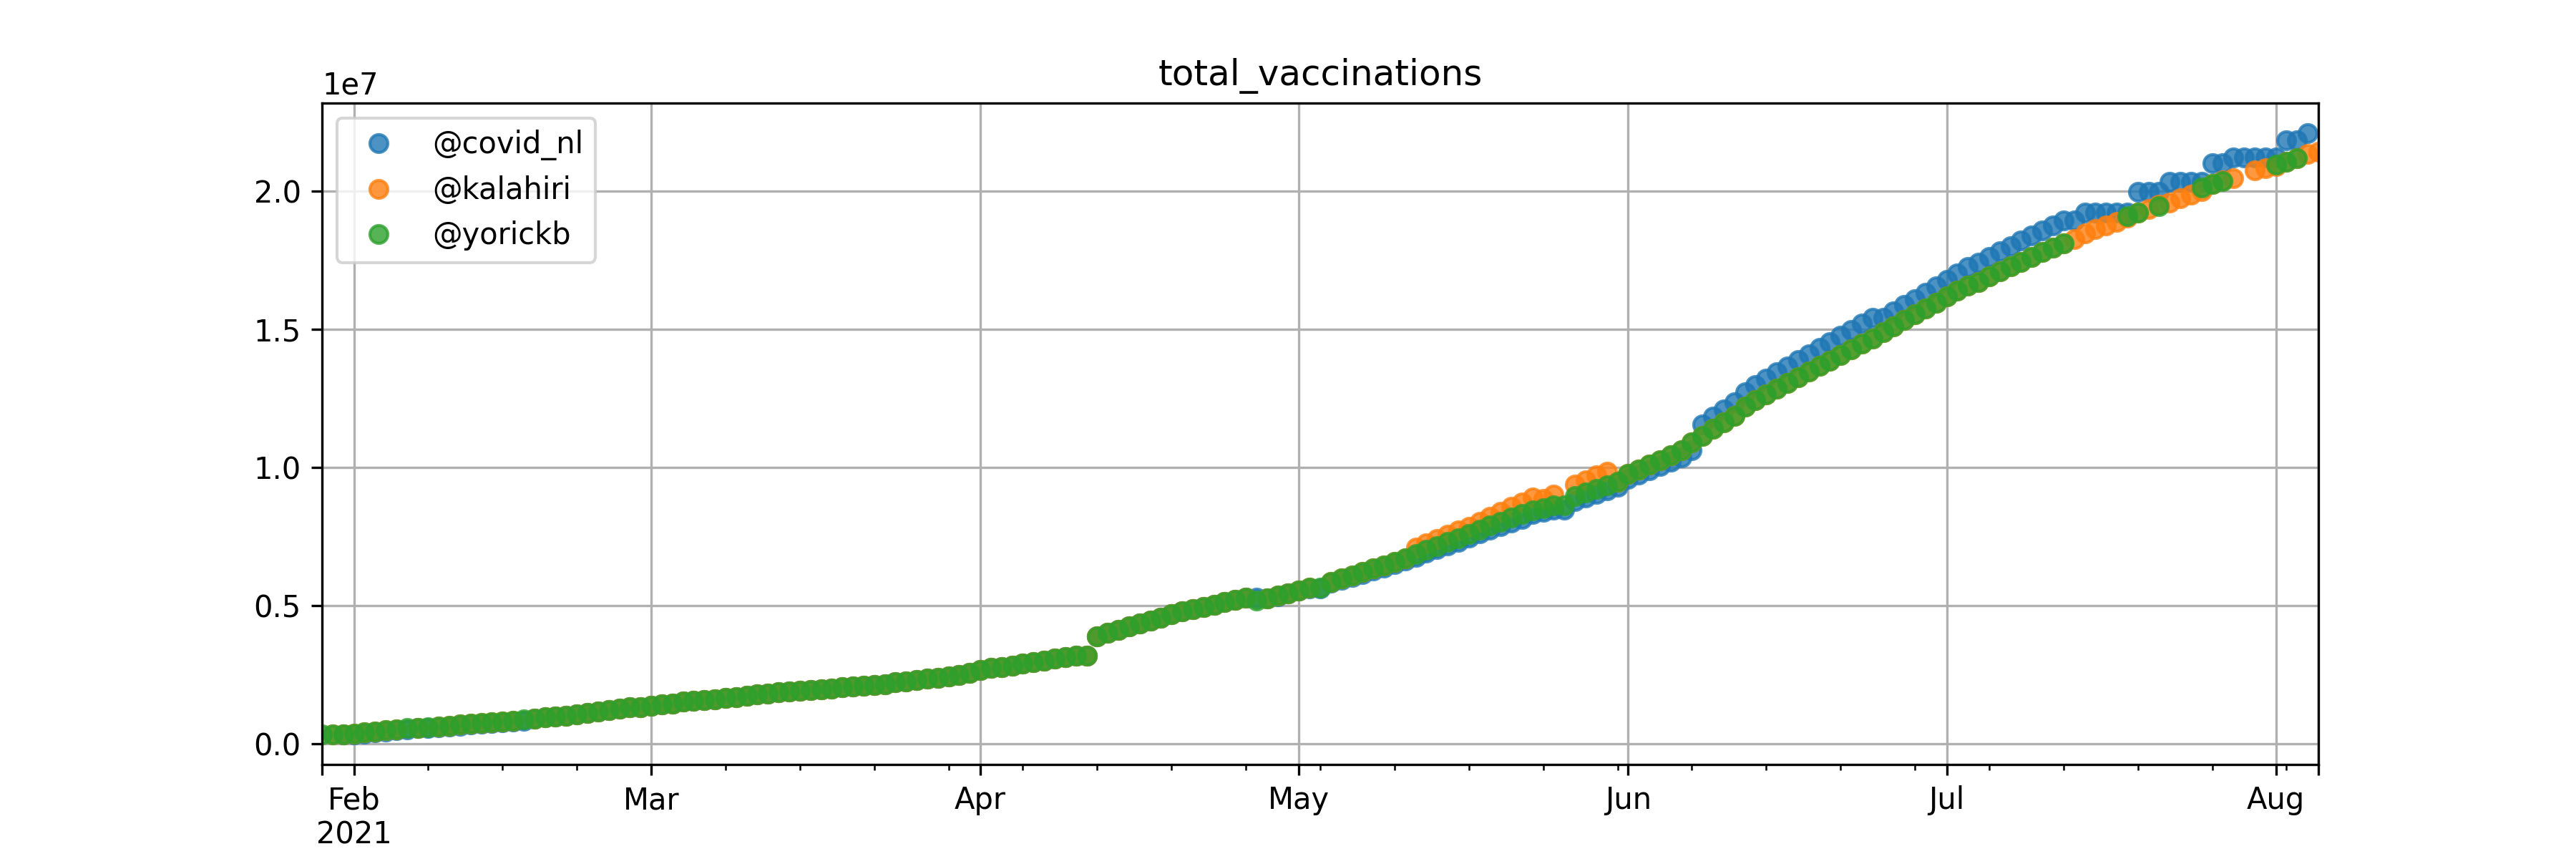 total_vaccinations
1e7
@covid_nl
@kalahiri
@yorickb
2.0
1.5
1.0
0.5
0.0
Feb Mar Apr May Jun Jul Aug
2021